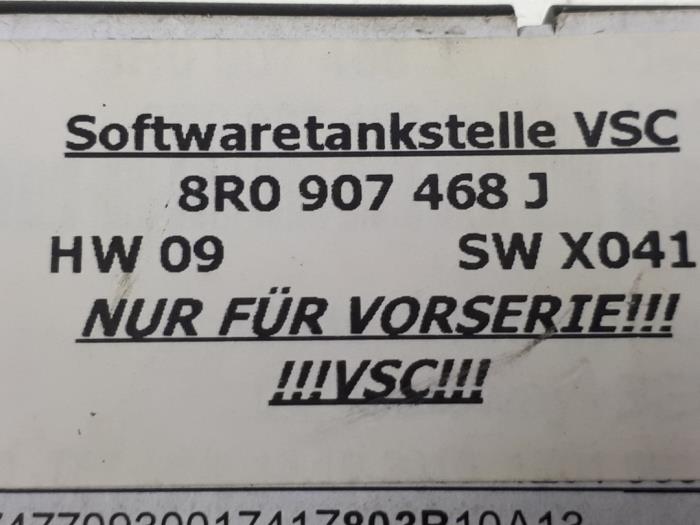 Softwaretankstelle VSC
8R0 907 468 J
HW 09 SW X041
NUR FÜR VORSERIE!!!
!!!VSC!!!